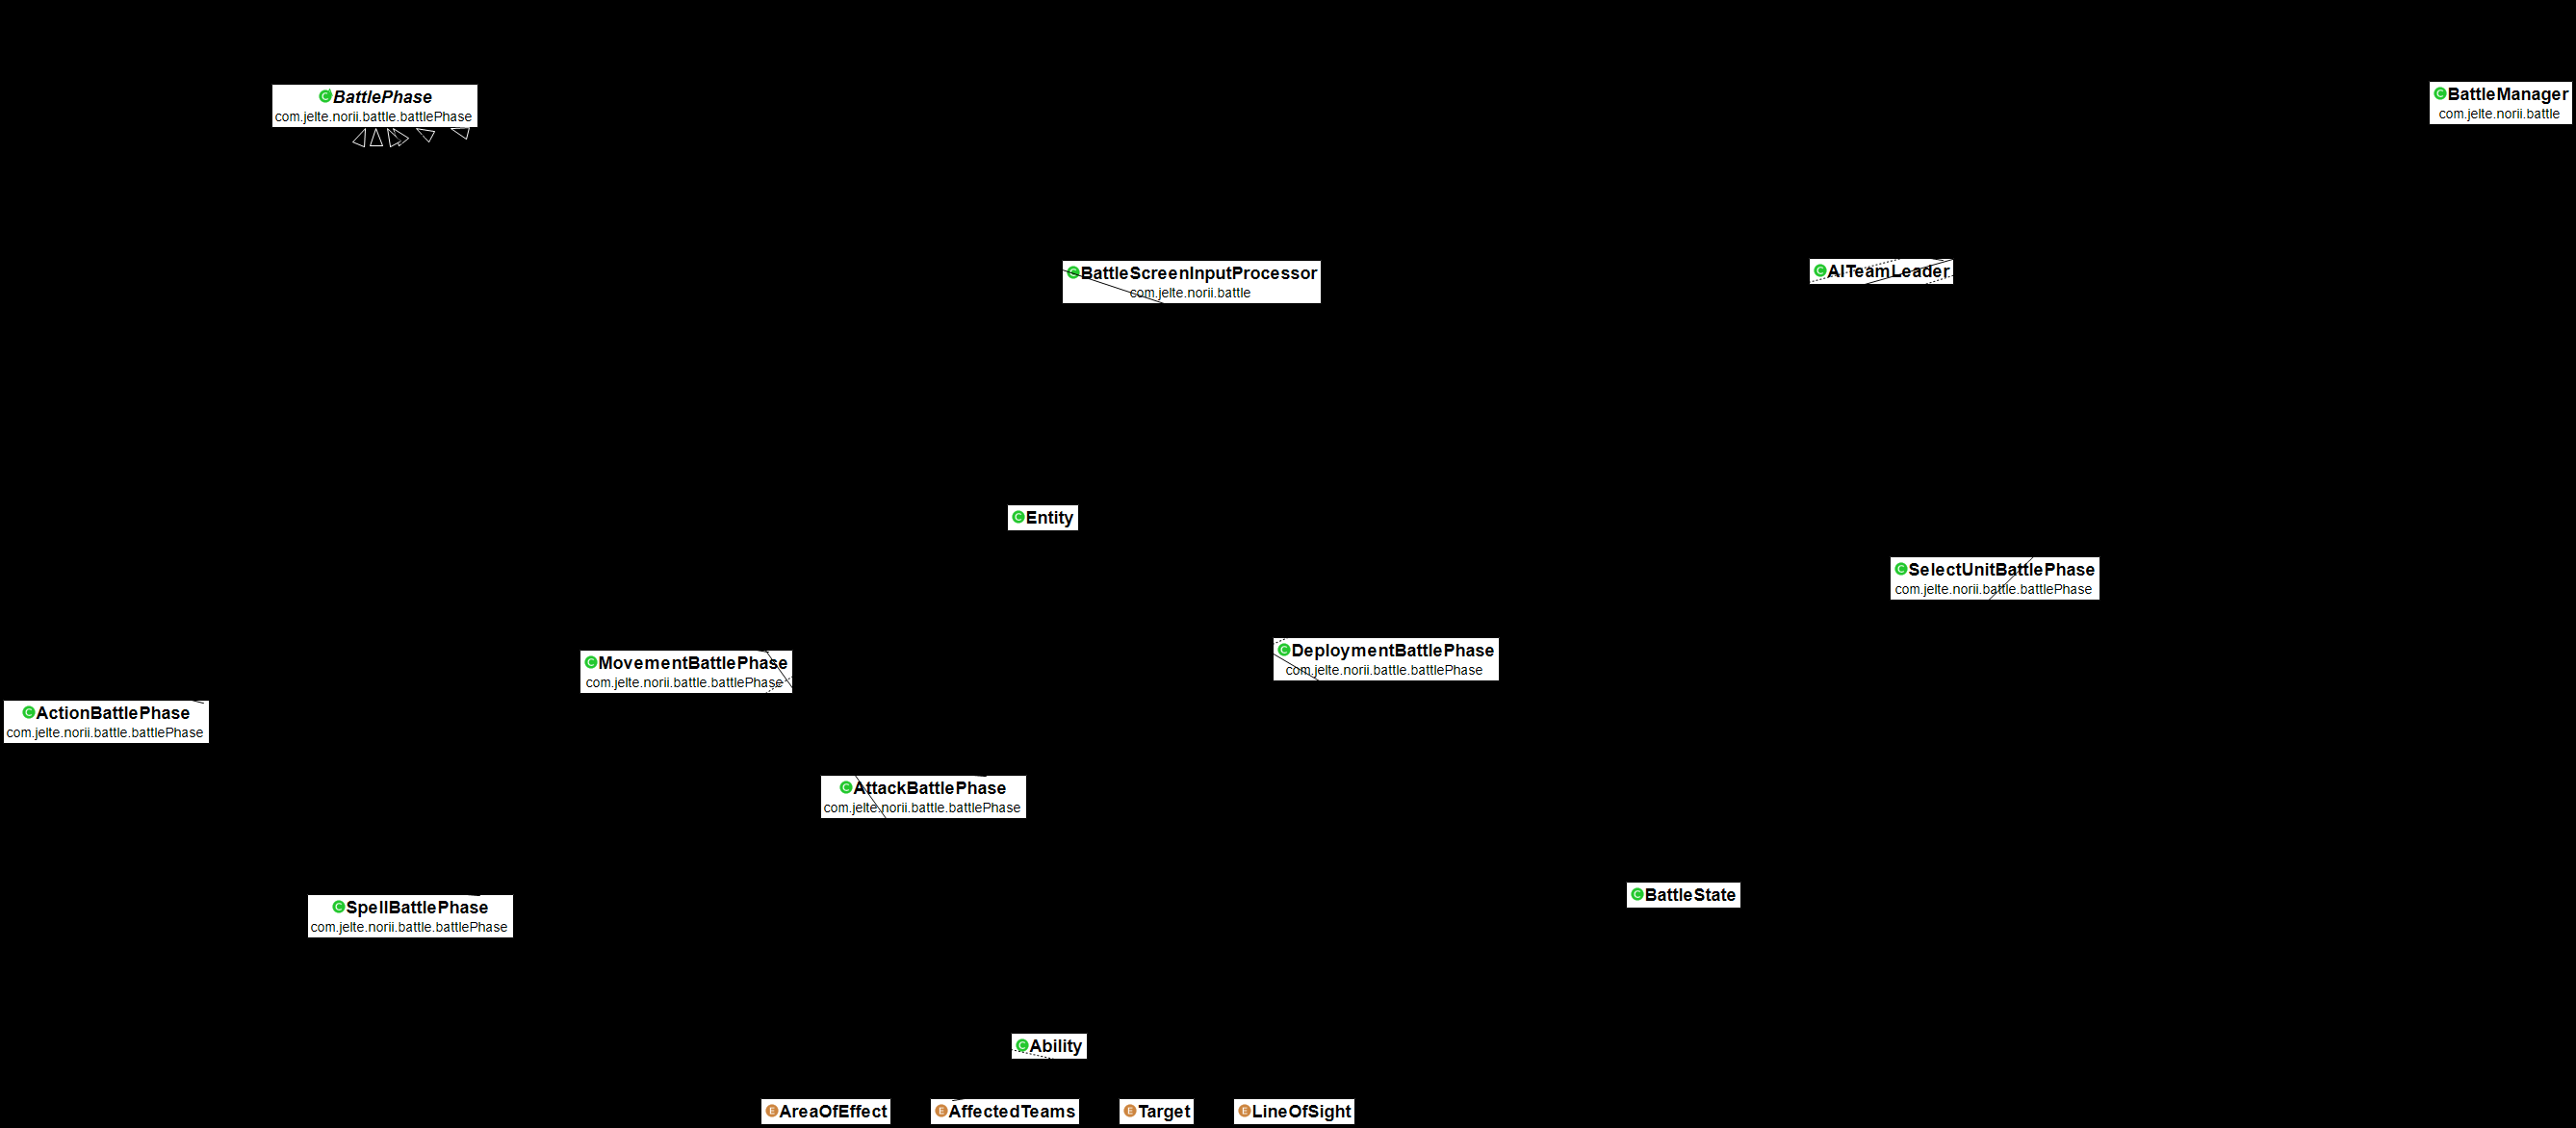 BattlePhase
com.jelte.norii.battle.battlePhase
BattleManager
com.jelte.norii.battle
BattleScreenInputProcessor
com.jelte.norii.battle
AITeamLeader
Entity
SelectUnitBattlePhase
com.jelte.norii.battle.battlePhase
DeploymentBattlePhase
com.jelte.norii.battle.battlePhase
MovementBattlePhase
com.jelte.norii.battle.battlePhase
ActionBattlePhase
com.jelte.norii.battle.battlePhase
AttackBattlePhase
com.jelte.norii.battle.battlePhase
BattleState
SpellBattlePhase
com.jelte.norii.battle.battlePhase
Ability
AreaOfEffect
AffectedTeams
Target
LineOfSight